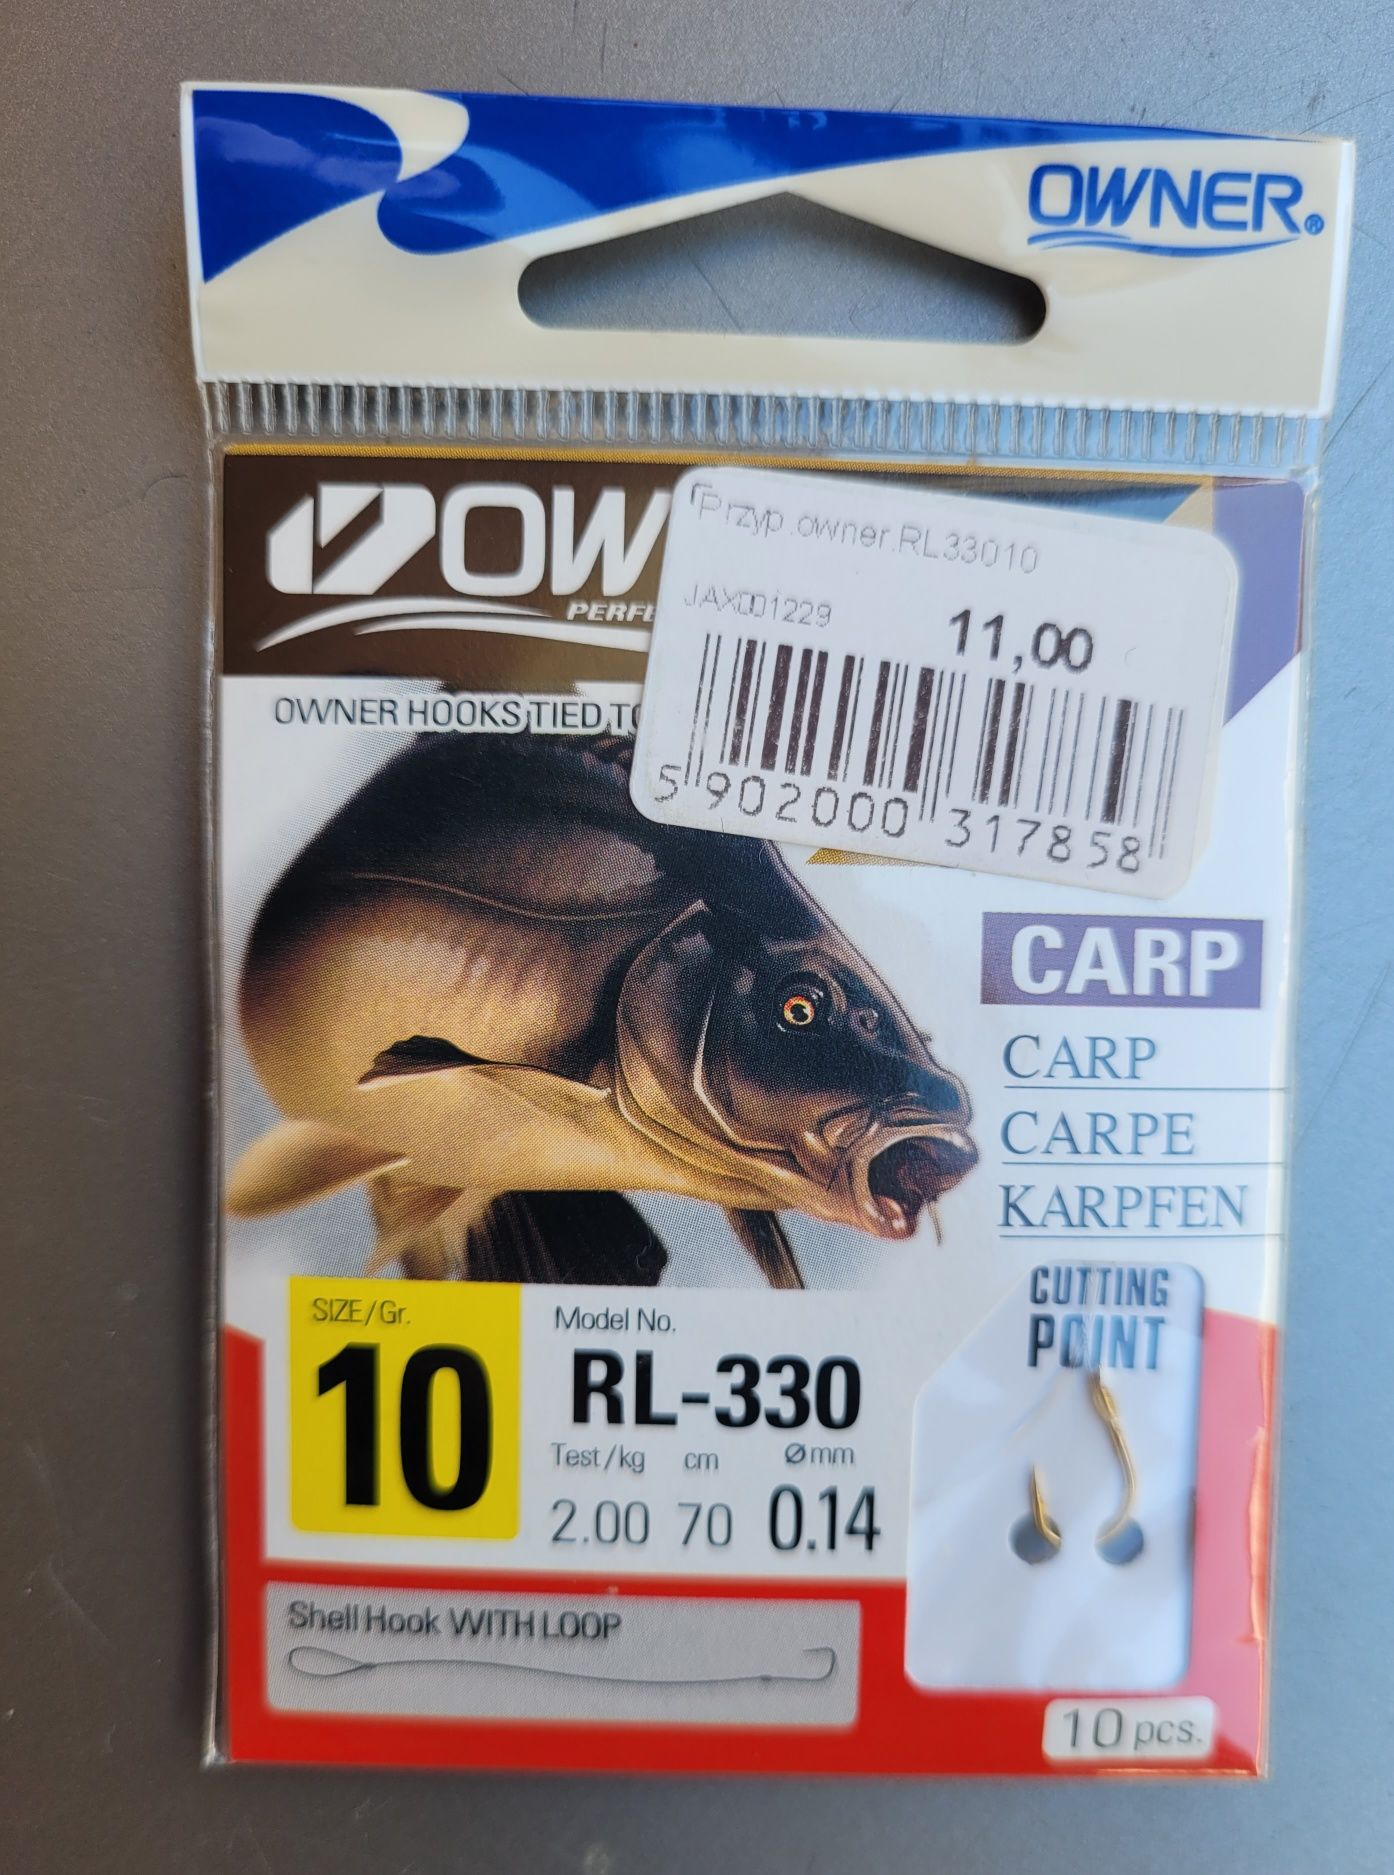 OWNER®
OW
PERFE
OWNER HOOKS TIED TO
Przyp.owner.RL33010
JAX001229
11,00
5 902000 317858
CARP
CARP
CARPE
KARPFEN
CUTTING
POINT
SIZE/Gr.
10
Model No.
RL-330
Test/kg cm Ømm
2.00 70 0.14
Shell Hook WITH LOOP
10 pcs.